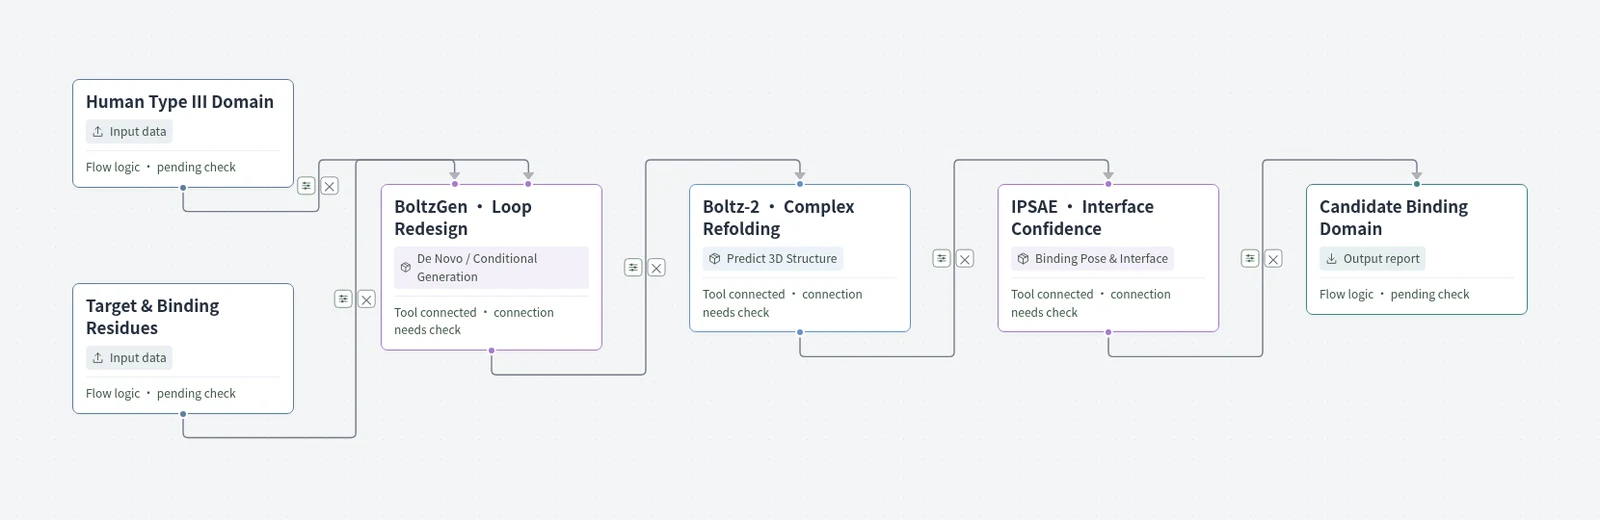 Human Type III Domain
Input data
Flow logic • pending check
Target & Binding
Residues
Input data
Flow logic • pending check
BoltzGen • Loop
Redesign
De Novo / Conditional
Generation
Tool connected • connection
needs check
Boltz-2 • Complex
Refolding
Predict 3D Structure
Tool connected • connection
needs check
IPSAE • Interface
Confidence
Binding Pose & Interface
Tool connected • connection
needs check
Candidate Binding
Domain
Output report
Flow logic • pending check